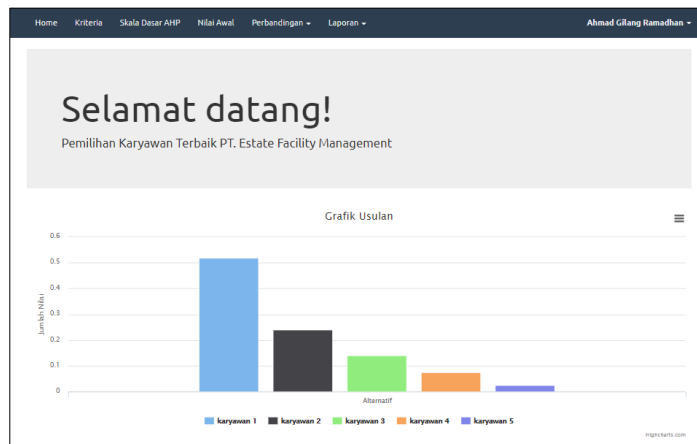 Home Kriteria Skala Dasar AHP Nilai Awal Perbandingan Laporan Ahmad Gilang Ramadhan
Selamat datang!
Pemilihan Karyawan Terbaik PT. Estate Facility Management
Grafik Usulan
Jumlah Nilai
0.6
0.5
0.4
0.3
0.2
0.1
0
Alternatif
karyawan 1 karyawan 2 karyawan 3 karyawan 4 karyawan 5
Highcharts.com